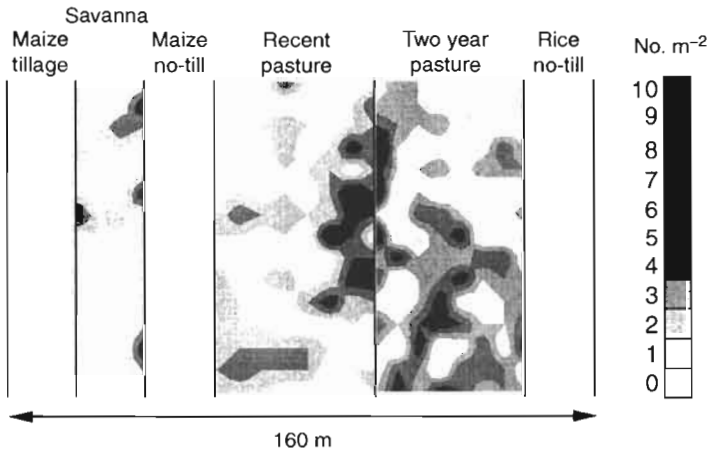 Savanna
Maize tillage
Maize no-till
Recent pasture
Two year pasture
Rice no-till
No. m⁻²
10
9
8
7
6
5
4
3
2
1
0
160 m